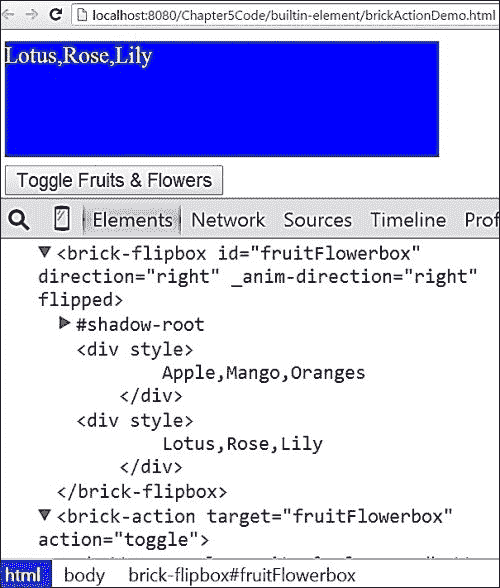 localhost:8080/Chapter5Code/builtin-element/brickActionDemo.html
Lotus,Rose,Lily
Toggle Fruits & Flowers
Elements Network Sources Timeline
<brick-flipbox id="fruitFlowerbox"
direction="right" _anim-direction="right"
flipped>
#shadow-root
<div style>
Apple,Mango,Oranges
</div>
<div style>
Lotus,Rose,Lily
</div>
</brick-flipbox>
<brick-action target="fruitFlowerbox"
action="toggle">
html body brick-flipbox#fruitFlowerbox